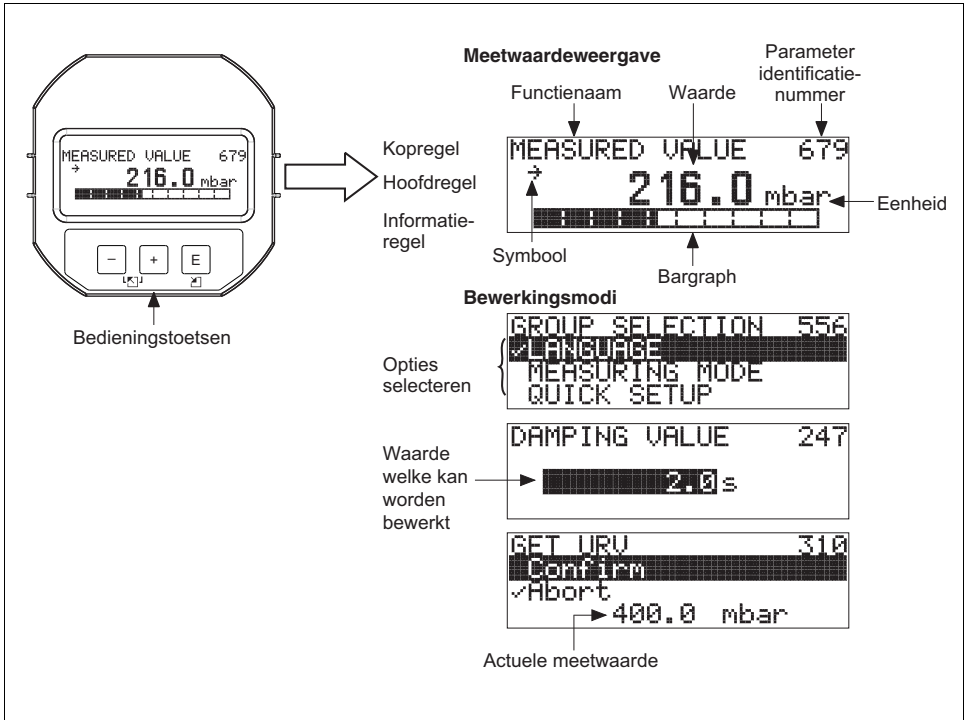 MEASURED VALUE 679
216.0 mbar
- + E
Bedieningstoetsen
Meetwaardeweergave
Functienaam
Waarde
Parameter
identificatie-
nummer
Kopregel
Hoofdregel
Informatie-
regel
MEASURED VALUE 679
216.0 mbar
Eenheid
Symbool
Bargraph
Bewerkingsmodi
Opties
selecteren
GROUP SELECTION 556
✓LANGUAGE
MEASURING MODE
QUICK SETUP
Waarde
welke kan
worden
bewerkt
DAMPING VALUE 247
2.0 s
GET URV 310
Confirm
✓Abort
400.0 mbar
Actuele meetwaarde